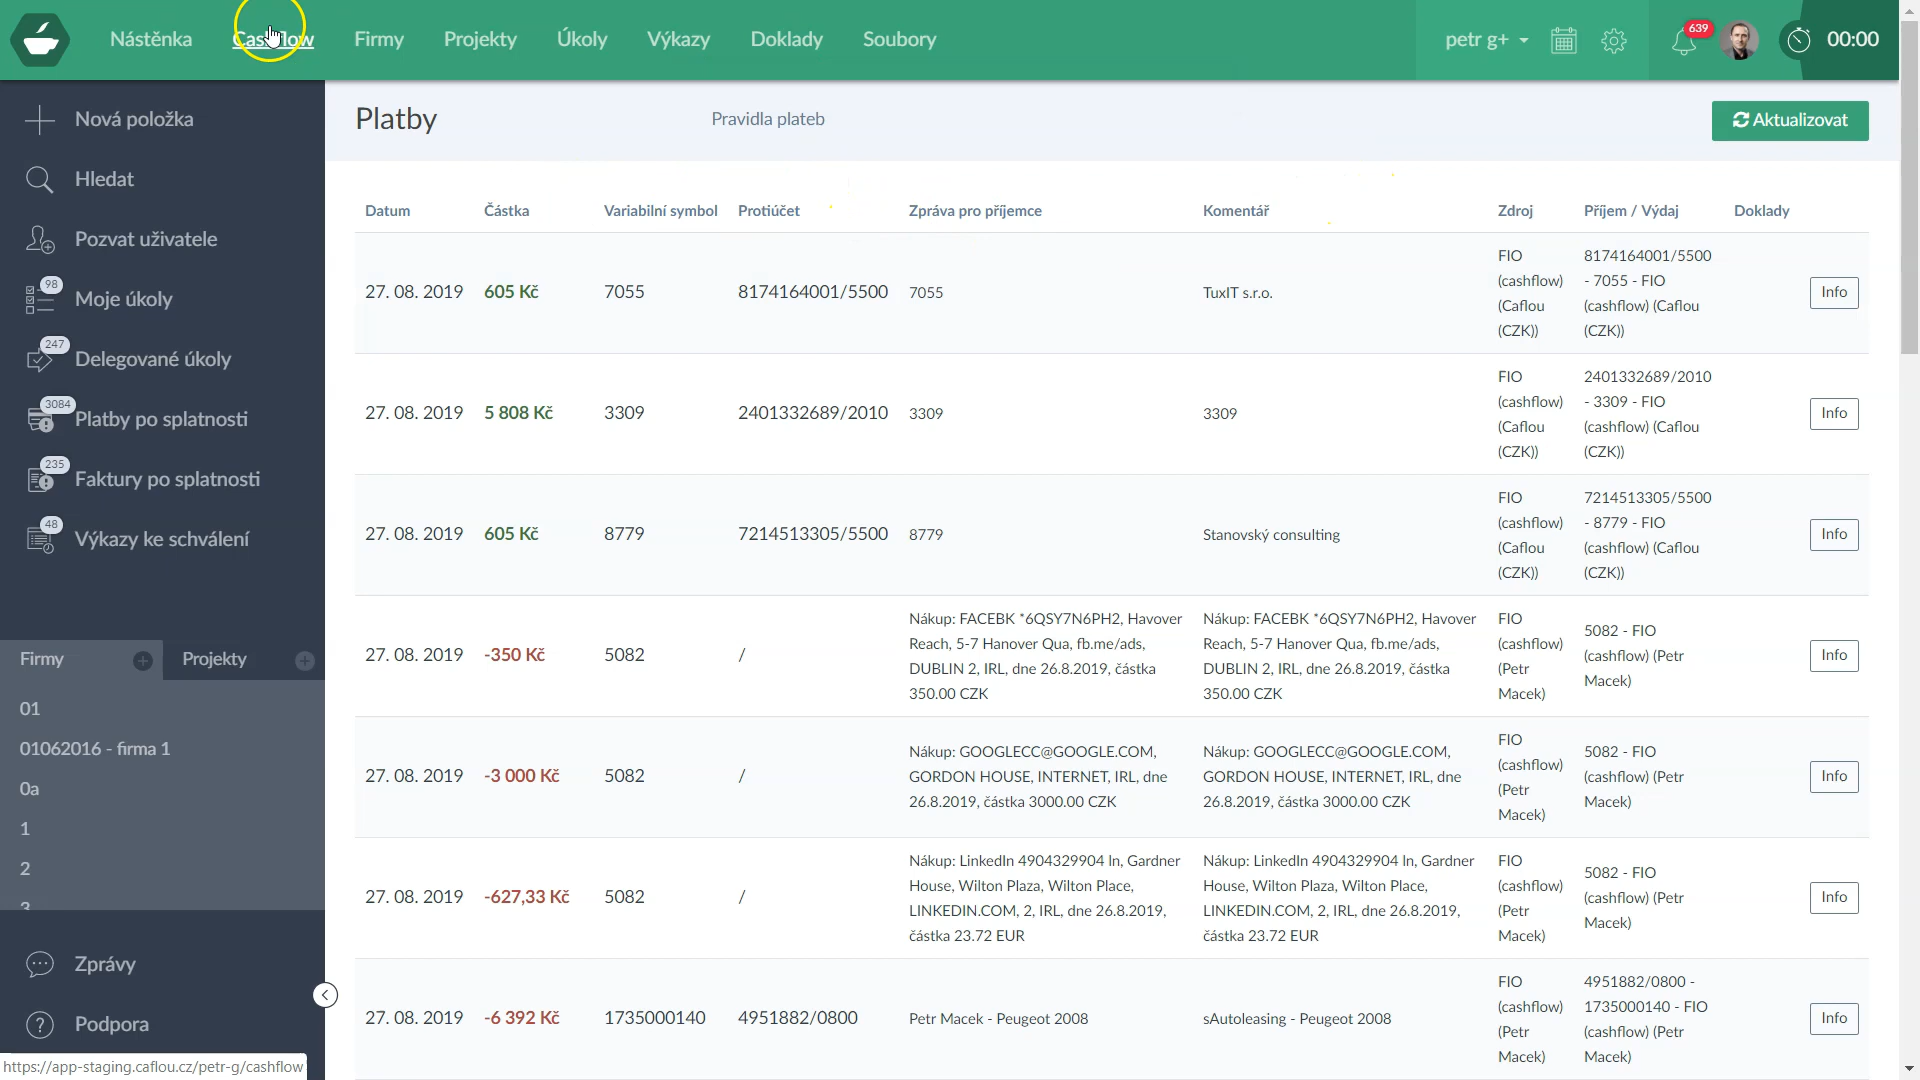 Nástěnka
Cashflow
Firmy
Projekty
Úkoly
Výkazy
Doklady
Soubory
petr g+
639
00:00
Nová položka
Hledat
Pozvat uživatele
98
Moje úkoly
247
Delegované úkoly
3084
Platby po splatnosti
235
Faktury po splatnosti
48
Výkazy ke schválení
Firmy
Projekty
01
01062016 - firma 1
0a
1
2
3
Zprávy
Podpora
https://app-staging.caflou.cz/petr-g/cashflow
Platby
Pravidla plateb
Aktualizovat
Datum
Částka
Variabilní symbol
Protiúčet
Zpráva pro příjemce
Komentář
Zdroj
Příjem / Výdaj
Doklady
27. 08. 2019
605 Kč
7055
8174164001/5500
7055
TuxIT s.r.o.
FIO
(cashflow)
(Caflou
(CZK))
8174164001/5500
- 7055 - FIO
(cashflow) (Caflou
(CZK))
Info
27. 08. 2019
5 808 Kč
3309
2401332689/2010
3309
3309
FIO
(cashflow)
(Caflou
(CZK))
2401332689/2010
- 3309 - FIO
(cashflow) (Caflou
(CZK))
Info
27. 08. 2019
605 Kč
8779
7214513305/5500
8779
Stanovský consulting
FIO
(cashflow)
(Caflou
(CZK))
7214513305/5500
- 8779 - FIO
(cashflow) (Caflou
(CZK))
Info
27. 08. 2019
-350 Kč
5082
/
Nákup: FACEBK *6QSY7N6PH2, Havover
Reach, 5-7 Hanover Qua, fb.me/ads,
DUBLIN 2, IRL, dne 26.8.2019, částka
350.00 CZK
Nákup: FACEBK *6QSY7N6PH2, Havover
Reach, 5-7 Hanover Qua, fb.me/ads,
DUBLIN 2, IRL, dne 26.8.2019, částka
350.00 CZK
FIO
(cashflow)
(Petr
Macek)
5082 - FIO
(cashflow) (Petr
Macek)
Info
27. 08. 2019
-3 000 Kč
5082
/
Nákup: GOOGLECC@GOOGLE.COM,
GORDON HOUSE, INTERNET, IRL, dne
26.8.2019, částka 3000.00 CZK
Nákup: GOOGLECC@GOOGLE.COM,
GORDON HOUSE, INTERNET, IRL, dne
26.8.2019, částka 3000.00 CZK
FIO
(cashflow)
(Petr
Macek)
5082 - FIO
(cashflow) (Petr
Macek)
Info
27. 08. 2019
-627,33 Kč
5082
/
Nákup: LinkedIn 4904329904 ln, Gardner
House, Wilton Plaza, Wilton Place,
LINKEDIN.COM, 2, IRL, dne 26.8.2019,
částka 23.72 EUR
Nákup: LinkedIn 4904329904 ln, Gardner
House, Wilton Plaza, Wilton Place,
LINKEDIN.COM, 2, IRL, dne 26.8.2019,
částka 23.72 EUR
FIO
(cashflow)
(Petr
Macek)
5082 - FIO
(cashflow) (Petr
Macek)
Info
27. 08. 2019
-6 392 Kč
1735000140
4951882/0800
Petr Macek - Peugeot 2008
sAutoleasing - Peugeot 2008
FIO
(cashflow)
(Petr
Macek)
4951882/0800 -
1735000140 - FIO
(cashflow) (Petr
Macek)
Info